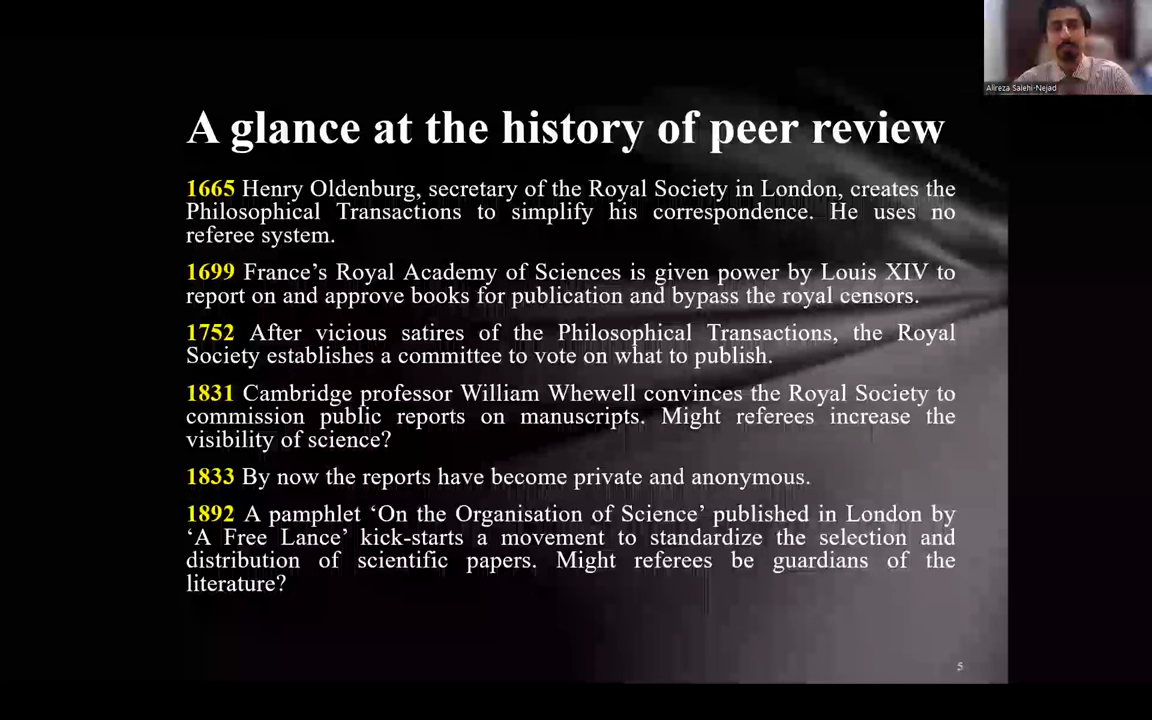 Alireza Salehi-Nejad
A glance at the history of peer review
1665 Henry Oldenburg, secretary of the Royal Society in London, creates the
Philosophical Transactions to simplify his correspondence. He uses no
referee system.
1699 France’s Royal Academy of Sciences is given power by Louis XIV to
report on and approve books for publication and bypass the royal censors.
1752 After vicious satires of the Philosophical Transactions, the Royal
Society establishes a committee to vote on what to publish.
1831 Cambridge professor William Whewell convinces the Royal Society to
commission public reports on manuscripts. Might referees increase the
visibility of science?
1833 By now the reports have become private and anonymous.
1892 A pamphlet ‘On the Organisation of Science’ published in London by
‘A Free Lance’ kick-starts a movement to standardize the selection and
distribution of scientific papers. Might referees be guardians of the
literature?
5